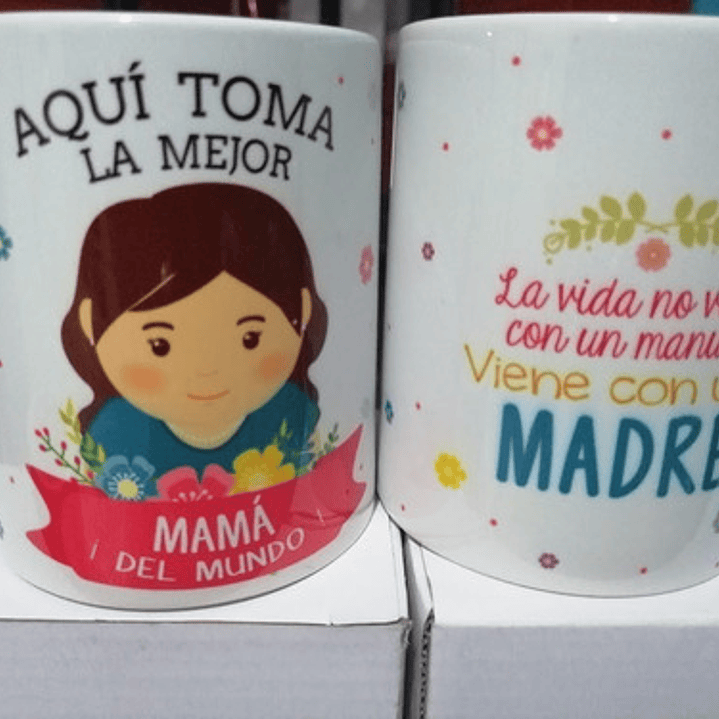 AQUÍ TOMA
LA MEJOR
¡ MAMÁ !
DEL MUNDO
La vida no
con un
Viene con
MADRE